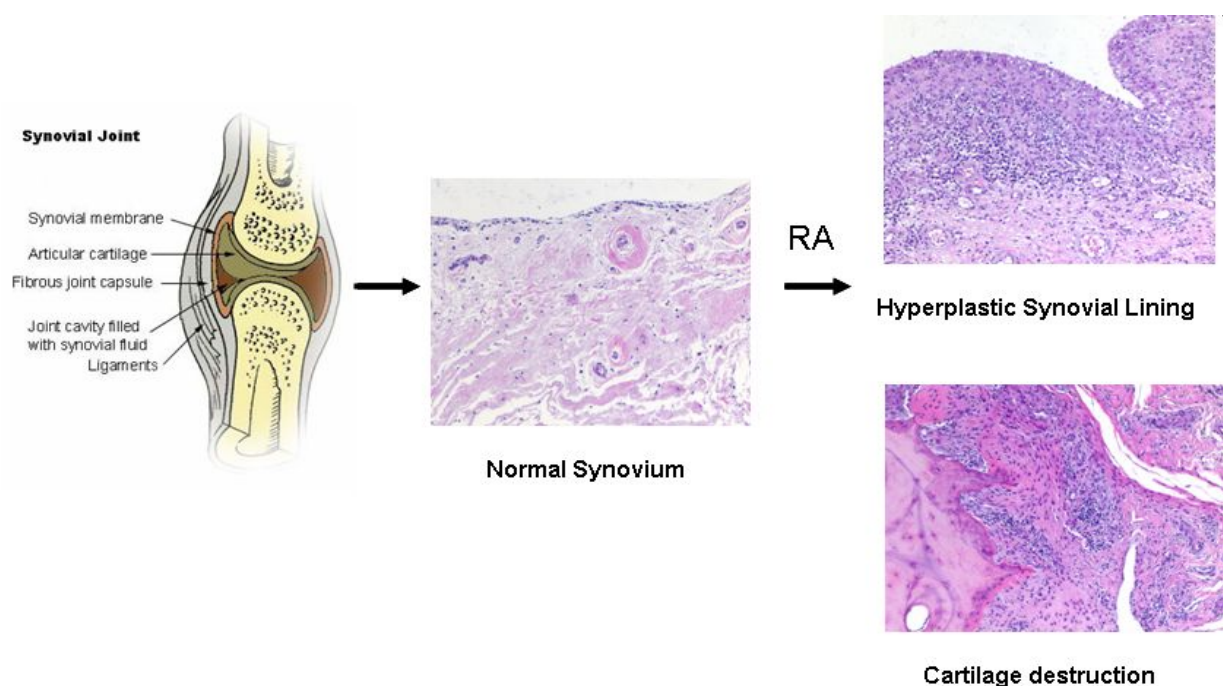 Synovial Joint
Synovial membrane
Articular cartilage
Fibrous joint capsule
Joint cavity filled
with synovial fluid
Ligaments
Normal Synovium
RA
Hyperplastic Synovial Lining
Cartilage destruction